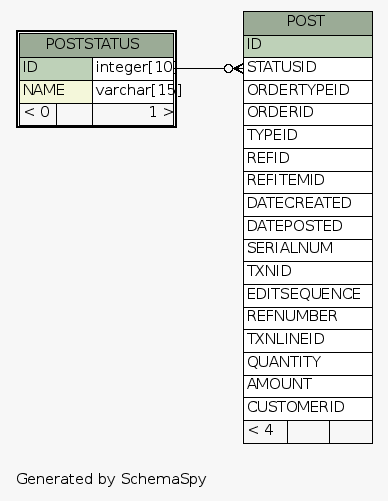 POSTSTATUS
ID integer[10]
NAME varchar[15]
< 0 1 >
POST
ID
STATUSID
ORDERTYPEID
ORDERID
TYPEID
REFID
REFITEMID
DATECREATED
DATEPOSTED
SERIALNUM
TXNID
EDITSEQUENCE
REFNUMBER
TXNLINEID
QUANTITY
AMOUNT
CUSTOMERID
< 4
Generated by SchemaSpy